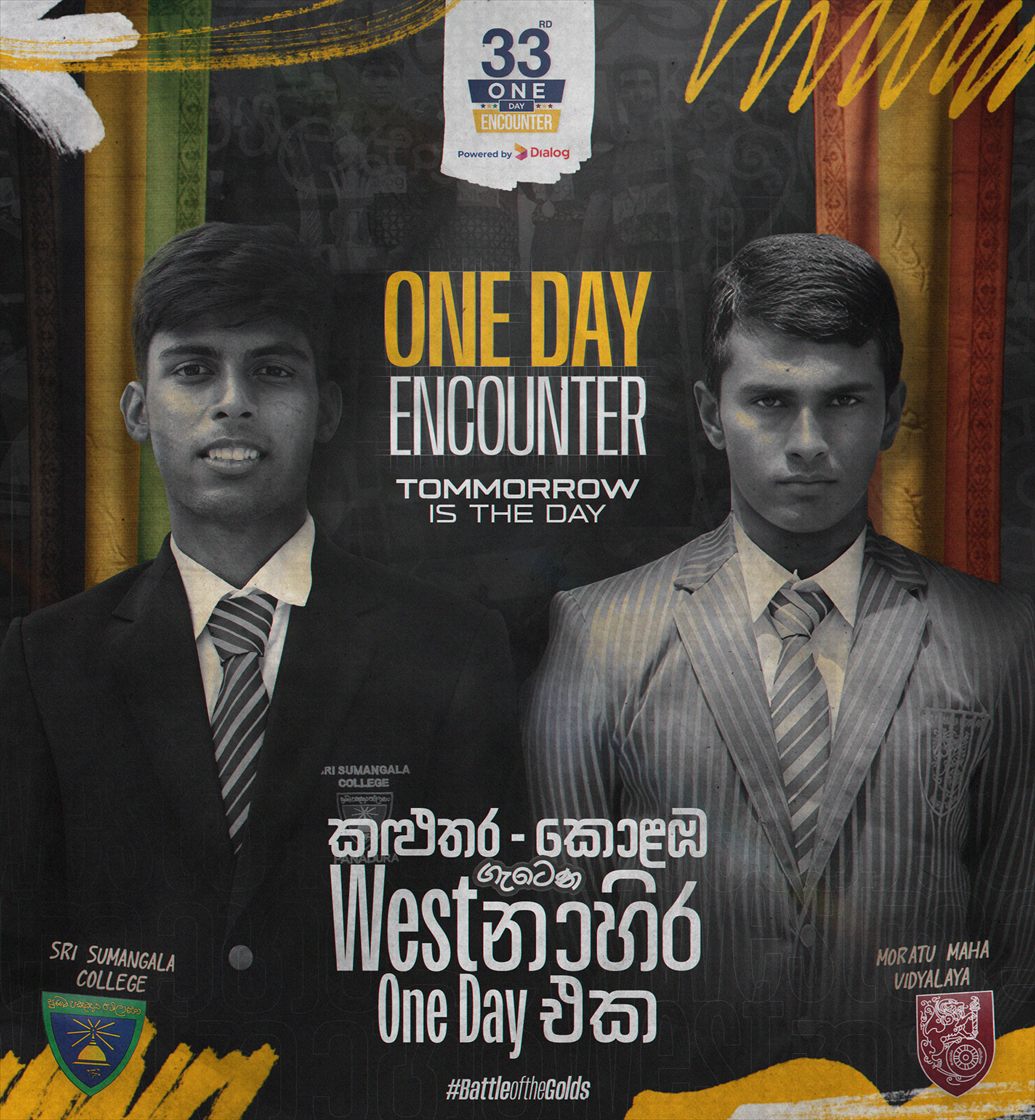 33RD
ONE
DAY
ENCOUNTER
Powered by Dialog
ONE DAY
ENCOUNTER
TOMMORROW
IS THE DAY
SRI SUMANGALA
COLLEGE
PANADURA
කළුතර - කොළඹ
ගැටෙන
Westනාහිර
One Day එක
SRI SUMANGALA
COLLEGE
MORATU MAHA
VIDYALAYA
#BattleoftheGolds